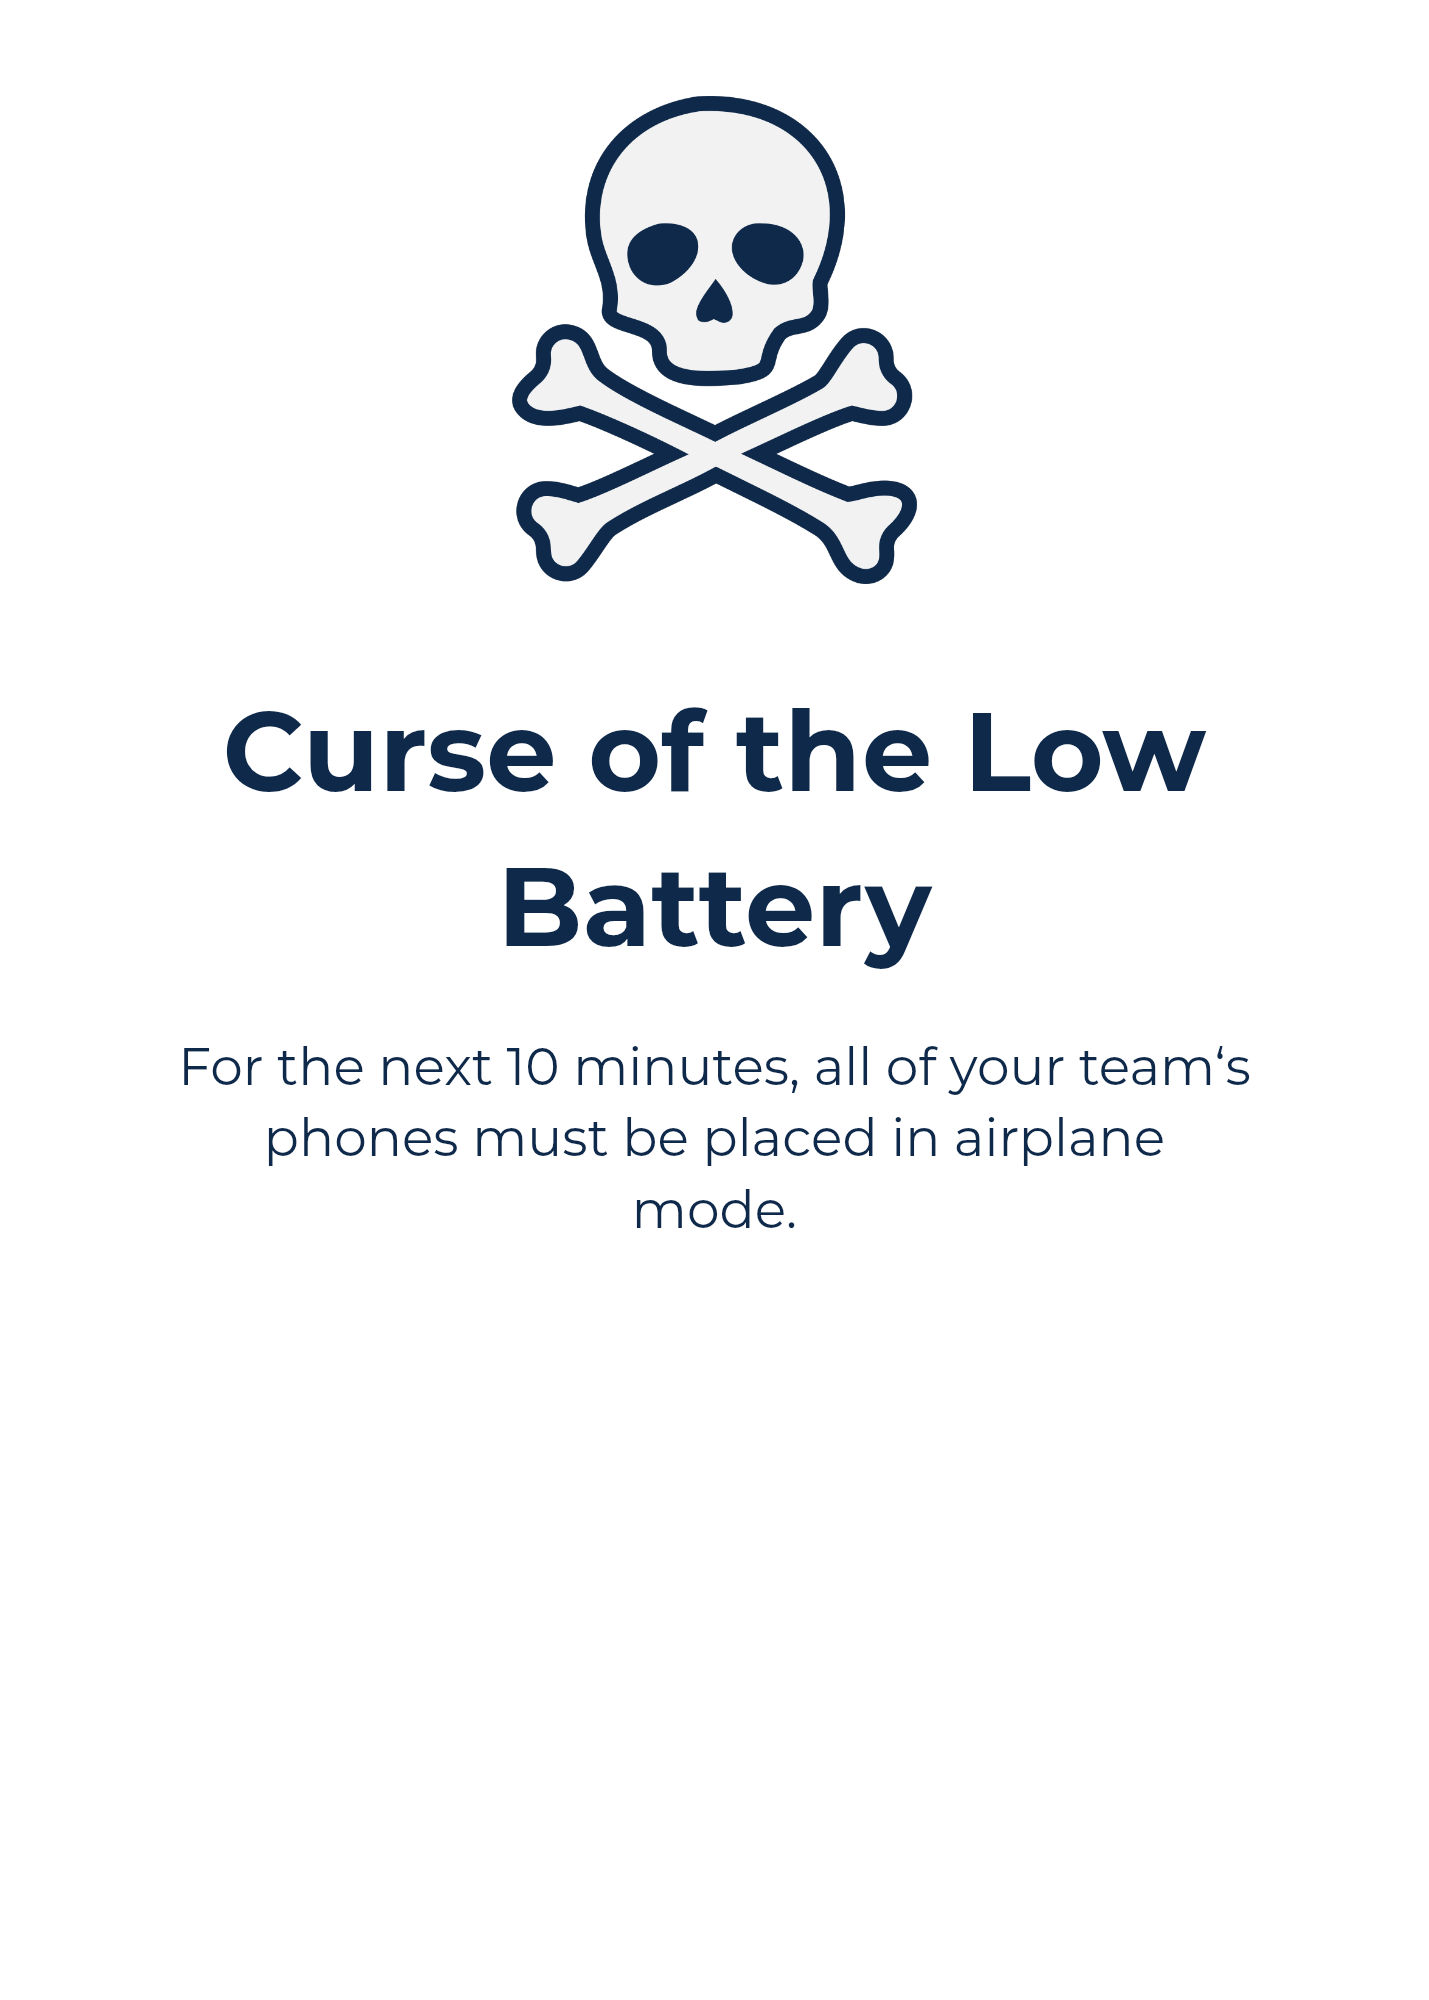 Curse of the Low
Battery
For the next 10 minutes, all of your team‘s
phones must be placed in airplane
mode.